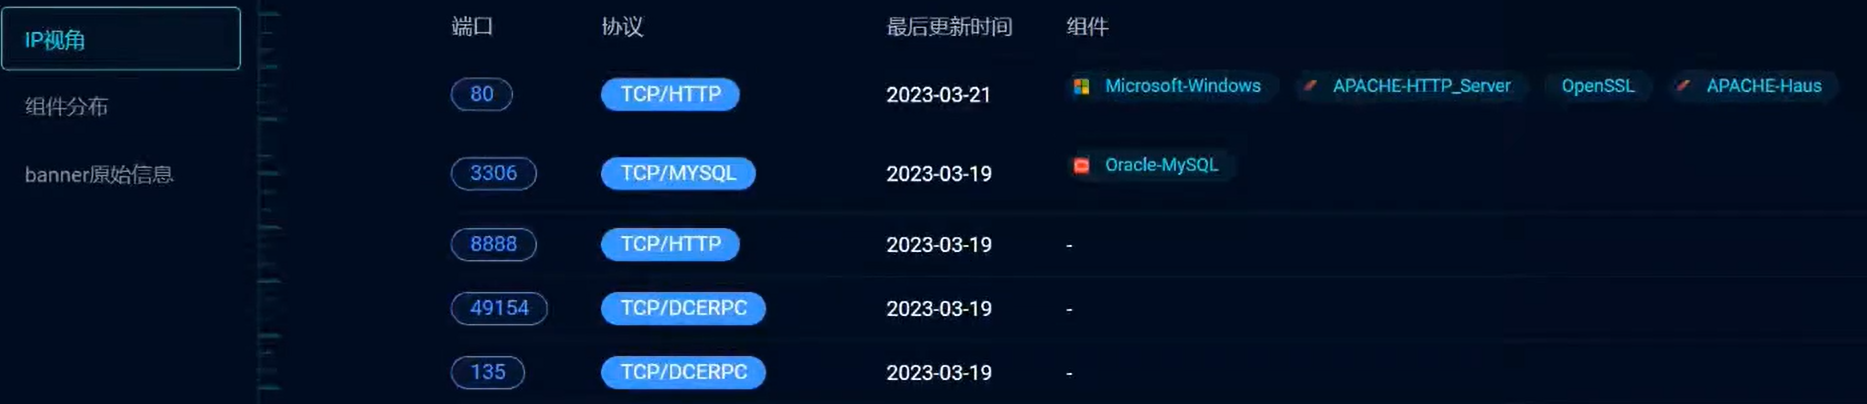 IP视角
组件分布
banner原始信息
端口 协议 最后更新时间 组件
80 TCP/HTTP 2023-03-21 Microsoft-Windows APACHE-HTTP_Server OpenSSL APACHE-Haus
3306 TCP/MYSQL 2023-03-19 Oracle-MySQL
8888 TCP/HTTP 2023-03-19 -
49154 TCP/DCERPC 2023-03-19 -
135 TCP/DCERPC 2023-03-19 -